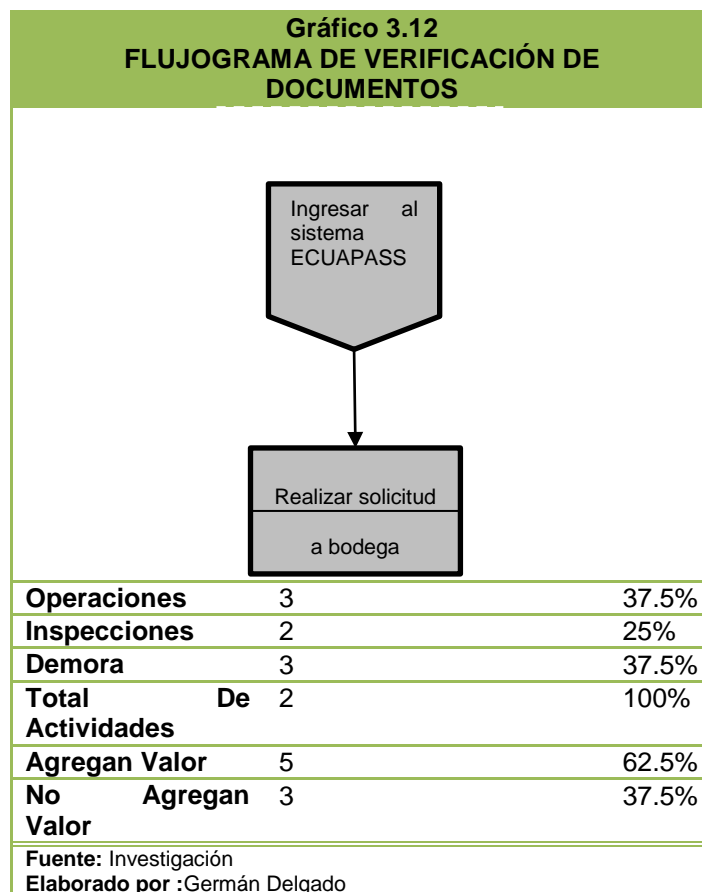 Gráfico 3.12
FLUJOGRAMA DE VERIFICACIÓN DE
DOCUMENTOS
Ingresar al
sistema
ECUAPASS
Realizar solicitud
a bodega
Operaciones 3 37.5%
Inspecciones 2 25%
Demora 3 37.5%
Total De 2 100%
Actividades
Agregan Valor 5 62.5%
No Agregan 3 37.5%
Valor
Fuente: Investigación
Elaborado por :Germán Delgado